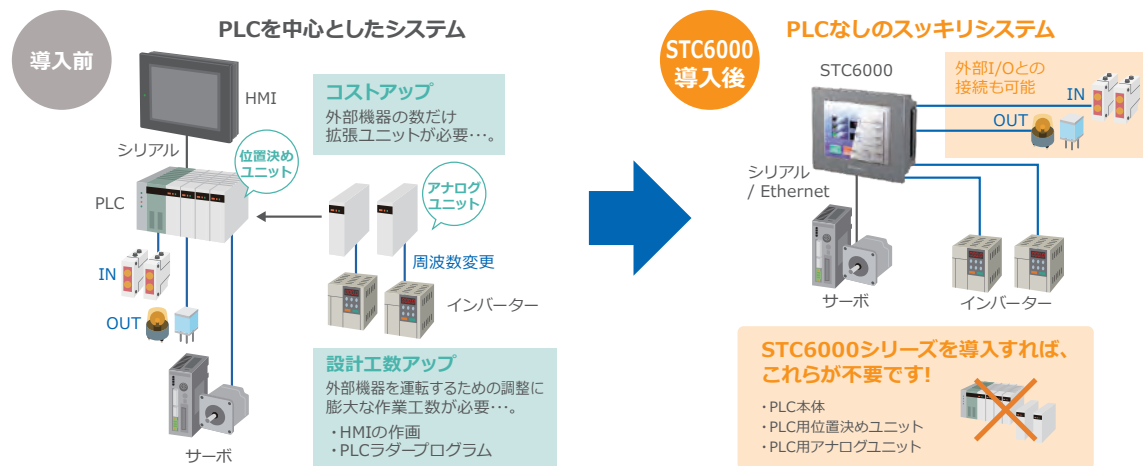 導入前
PLCを中心としたシステム
HMI
シリアル
位置決め
ユニット
PLC
IN
OUT
サーボ
コストアップ
外部機器の数だけ
拡張ユニットが必要･･･。
アナログ
ユニット
周波数変更
インバーター
設計工数アップ
外部機器を運転するための調整に
膨大な作業工数が必要･･･。
・HMIの作画
・PLCラダープログラム
STC6000
導入後
PLCなしのスッキリシステム
STC6000
外部I/Oとの
接続も可能
IN
OUT
シリアル
/ Ethernet
サーボ
インバーター
STC6000シリーズを導入すれば、
これらが不要です!
・PLC本体
・PLC用位置決めユニット
・PLC用アナログユニット